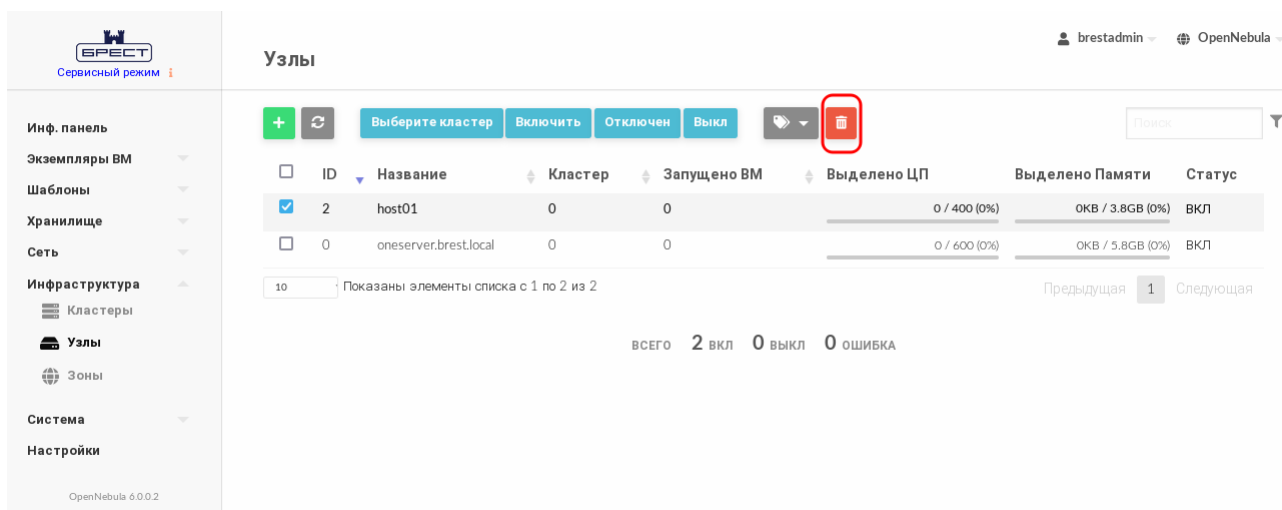 БРЕСТ
Сервисный режим
Узлы
brestadmin
OpenNebula
Инф. панель
Экземпляры ВМ
Шаблоны
Хранилище
Сеть
Инфраструктура
Кластеры
Узлы
Зоны
Система
Настройки
OpenNebula 6.0.0.2
Выберите кластер Включить Отключен Выкл
Поиск
ID Название Кластер Запущено ВМ Выделено ЦП Выделено Памяти Статус
2 host01 0 0 0 / 400 (0%) 0KB / 3.8GB (0%) ВКЛ
0 oneserver.brest.local 0 0 0 / 600 (0%) 0KB / 5.8GB (0%) ВКЛ
10 Показаны элементы списка с 1 по 2 из 2
Предыдущая 1 Следующая
ВСЕГО 2 ВКЛ 0 ВЫКЛ 0 ОШИБКА